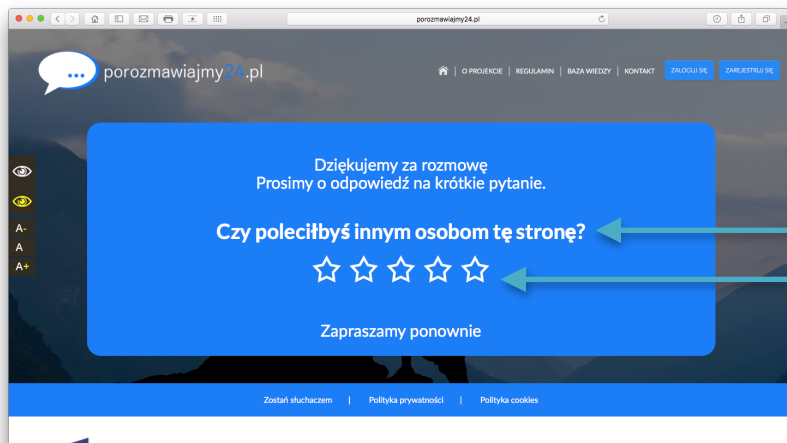 porozmawiajmy24.pl
porozmawiajmy24.pl
O PROJEKCIE | REGULAMIN | BAZA WIEDZY | KONTAKT
ZALOGUJ SIĘ
ZAREJESTRUJ SIĘ
Dziękujemy za rozmowę
Prosimy o odpowiedź na krótkie pytanie.
A-
A
A+
Czy poleciłbyś innym osobom tę stronę?
Zapraszamy ponownie
Zostań słuchaczem | Polityka prywatności | Polityka cookies